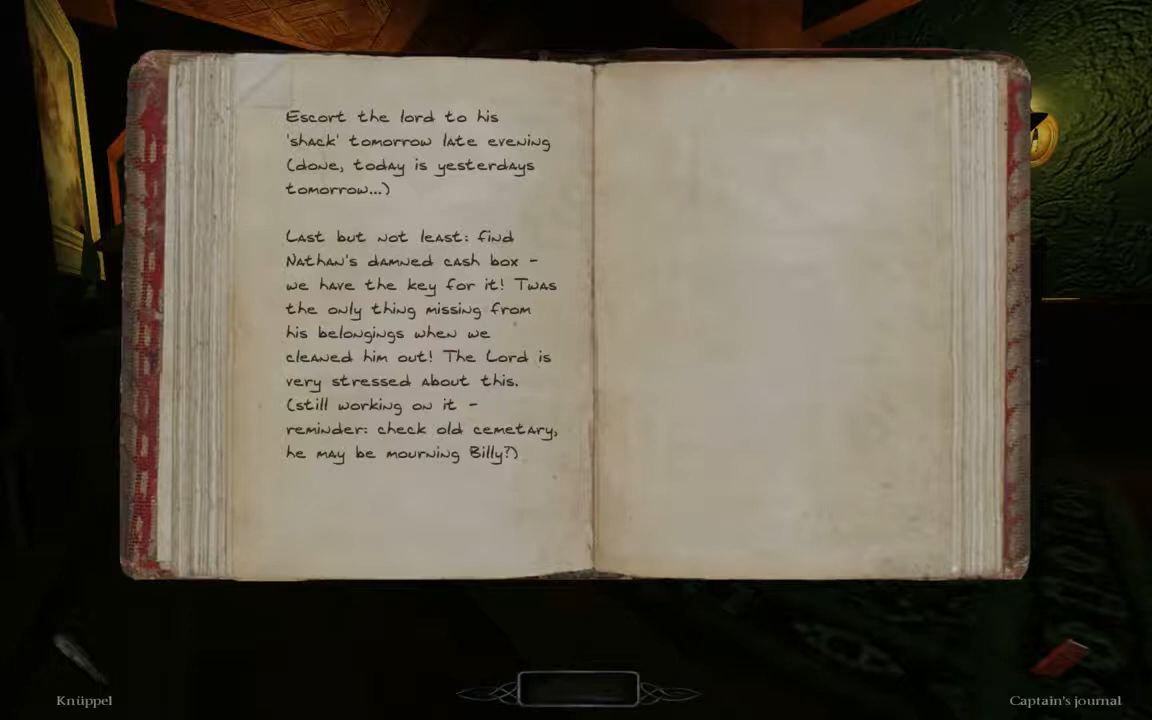 Escort the lord to his
'shack' tomorrow late evening
(done, today is yesterdays
tomorrow...)
Last but not least: find
Nathan's damned cash box -
we have the key for it! Twas
the only thing missing from
his belongings when we
cleaned him out! The Lord is
very stressed about this.
(still working on it -
reminder: check old cemetary,
he may be mourning Billy?)
Knüppel
Captain's journal